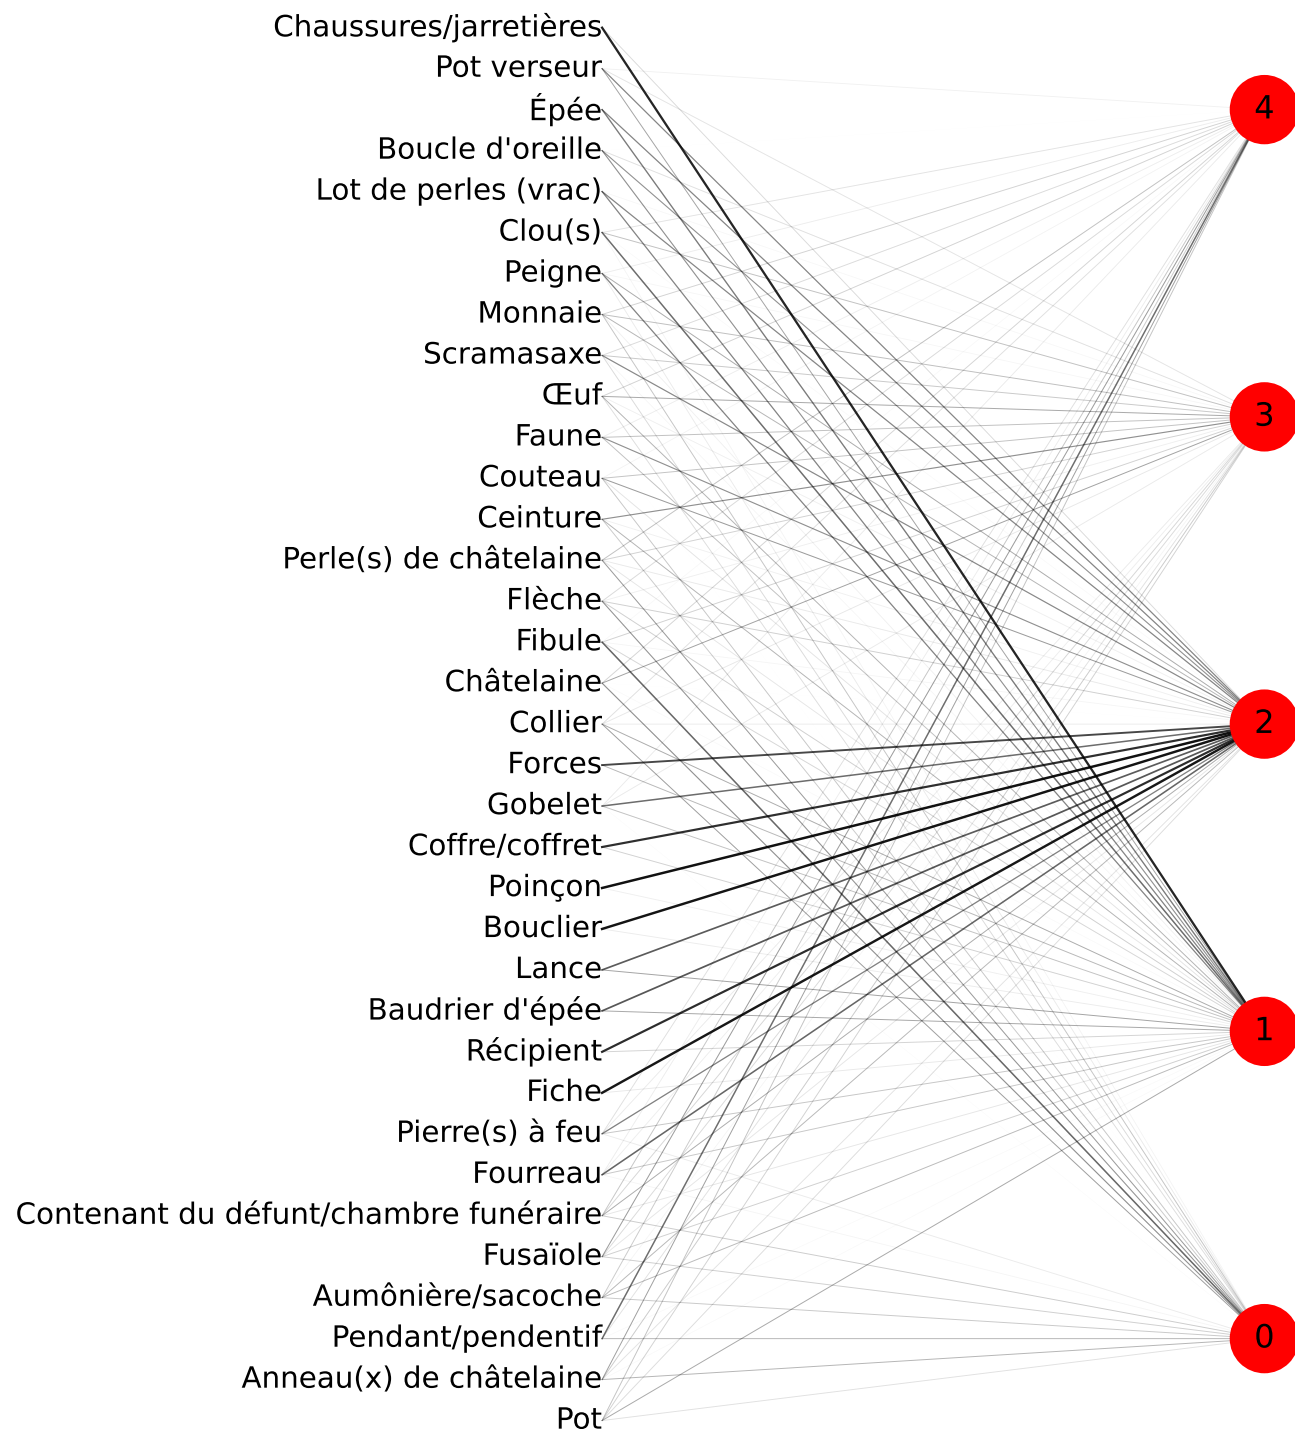 Chaussures/jarretières
Pot verseur
Épée
Boucle d'oreille
Lot de perles (vrac)
Clou(s)
Peigne
Monnaie
Scramasaxe
Œuf
Faune
Couteau
Ceinture
Perle(s) de châtelaine
Flèche
Fibule
Châtelaine
Collier
Forces
Gobelet
Coffre/coffret
Poinçon
Bouclier
Lance
Baudrier d'épée
Récipient
Fiche
Pierre(s) à feu
Fourreau
Contenant du défunt/chambre funéraire
Fusaïole
Aumônière/sacoche
Pendant/pendentif
Anneau(x) de châtelaine
Pot
4
3
2
1
0